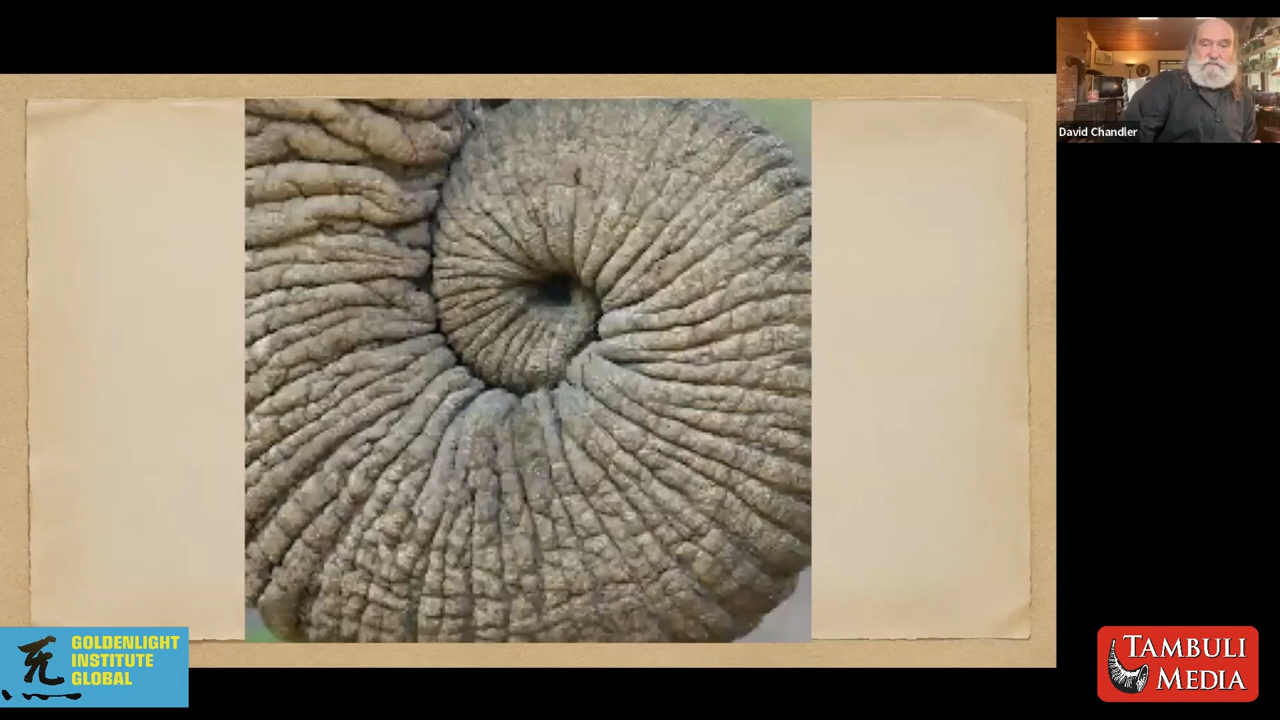 David Chandler
GOLDENLIGHT
INSTITUTE
GLOBAL
TAMBULI
MEDIA